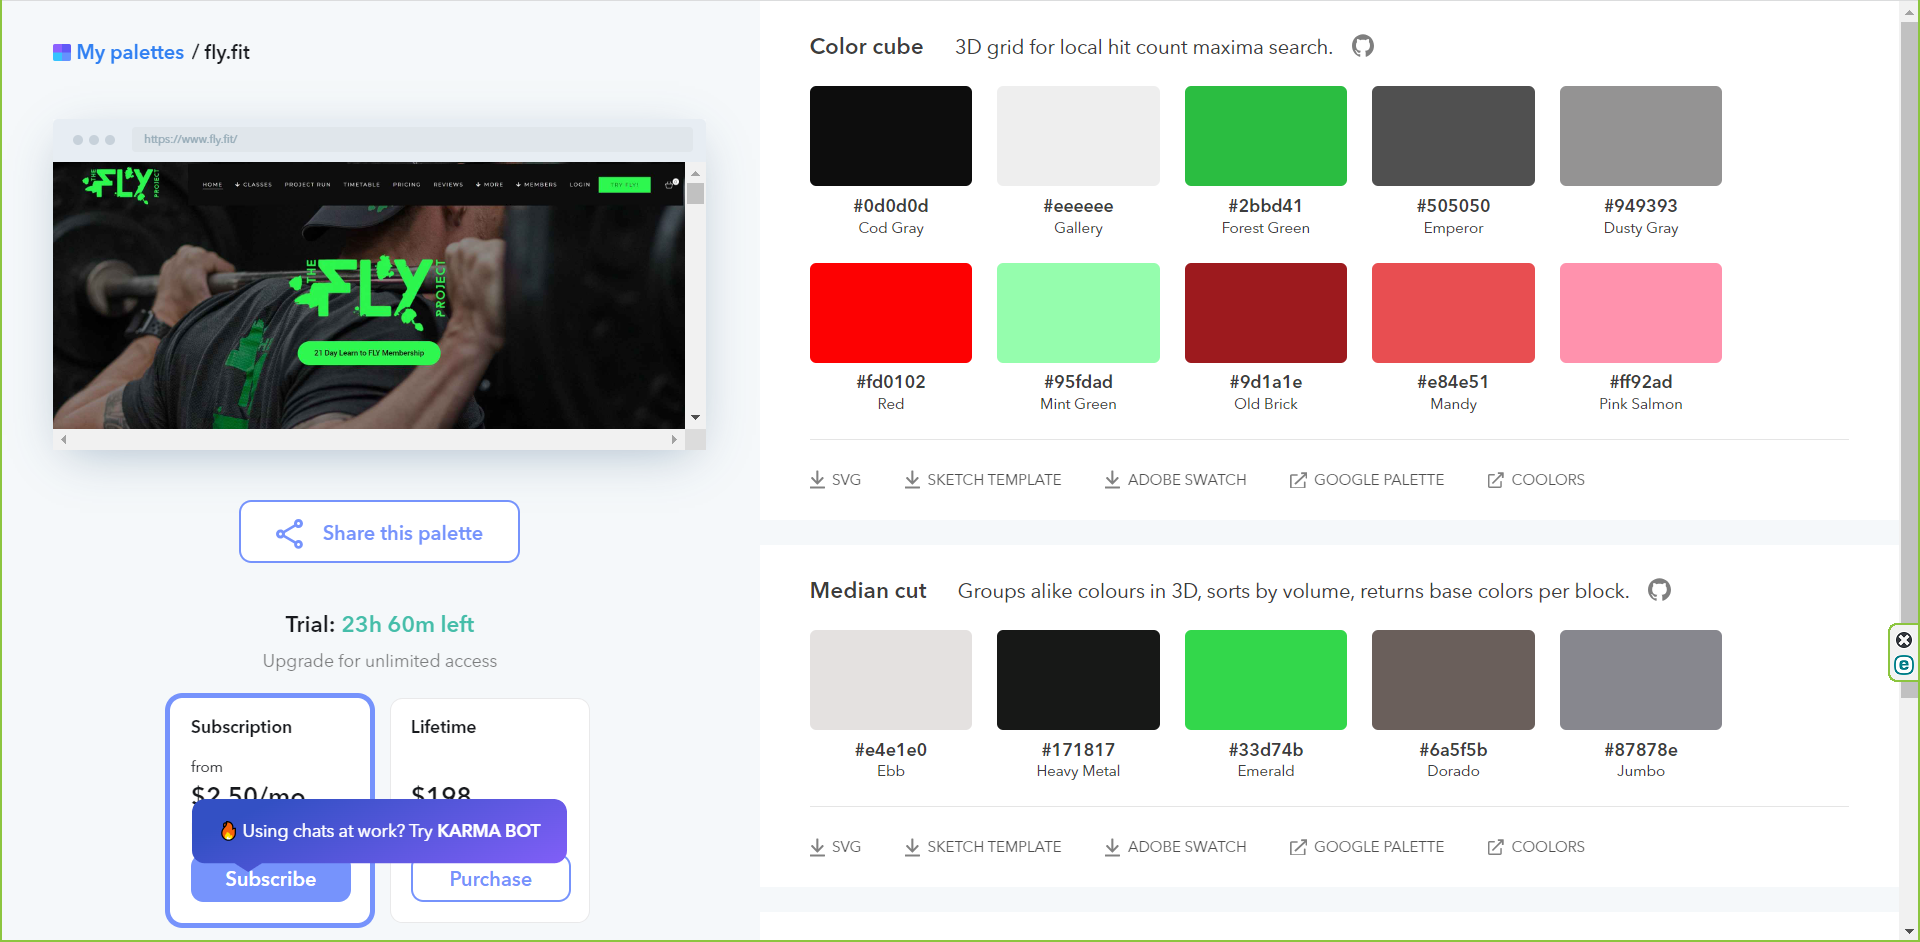 My palettes / fly.fit
https://www.fly.fit/
THE FLY PROJECT
HOME CLASSES PROJECT RUN TIMETABLE PRICING REVIEWS MORE MEMBERS LOGIN TRY FLY! 0
THE FLY PROJECT
21 Day Learn to FLY Membership
Share this palette
Trial: 23h 60m left
Upgrade for unlimited access
Subscription
from
$2.50/mo
Subscribe
Lifetime
$198
Purchase
🔥 Using chats at work? Try KARMA BOT
Color cube 3D grid for local hit count maxima search.
#0d0d0d #eeeeee #2bbd41 #505050 #949393
Cod Gray Gallery Forest Green Emperor Dusty Gray
#fd0102 #95fdad #9d1a1e #e84e51 #ff92ad
Red Mint Green Old Brick Mandy Pink Salmon
SVG SKETCH TEMPLATE ADOBE SWATCH GOOGLE PALETTE COOLORS
Median cut Groups alike colours in 3D, sorts by volume, returns base colors per block.
#e4e1e0 #171817 #33d74b #6a5f5b #87878e
Ebb Heavy Metal Emerald Dorado Jumbo
SVG SKETCH TEMPLATE ADOBE SWATCH GOOGLE PALETTE COOLORS
e